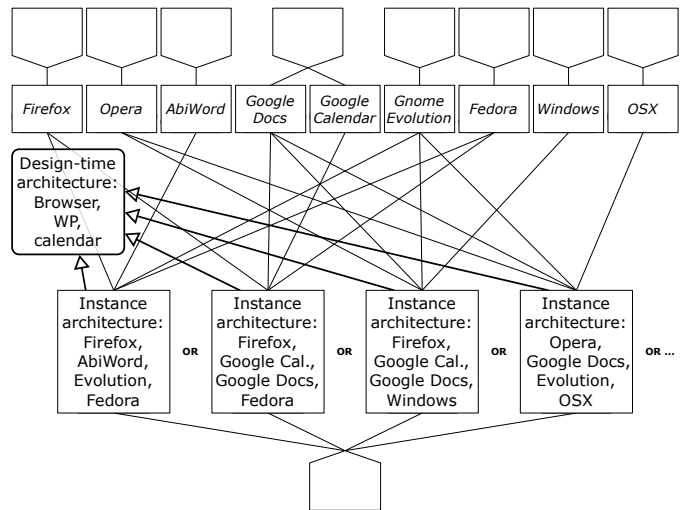 Firefox
Opera
AbiWord
Google
Docs
Google
Calendar
Gnome
Evolution
Fedora
Windows
OSX
Design-time
architecture:
Browser,
WP,
calendar
Instance
architecture:
Firefox,
AbiWord,
Evolution,
Fedora
OR
Instance
architecture:
Firefox,
Google Cal.,
Google Docs,
Fedora
OR
Instance
architecture:
Firefox,
Google Cal.,
Google Docs,
Windows
OR
Instance
architecture:
Opera,
Google Docs,
Evolution,
OSX
OR ...